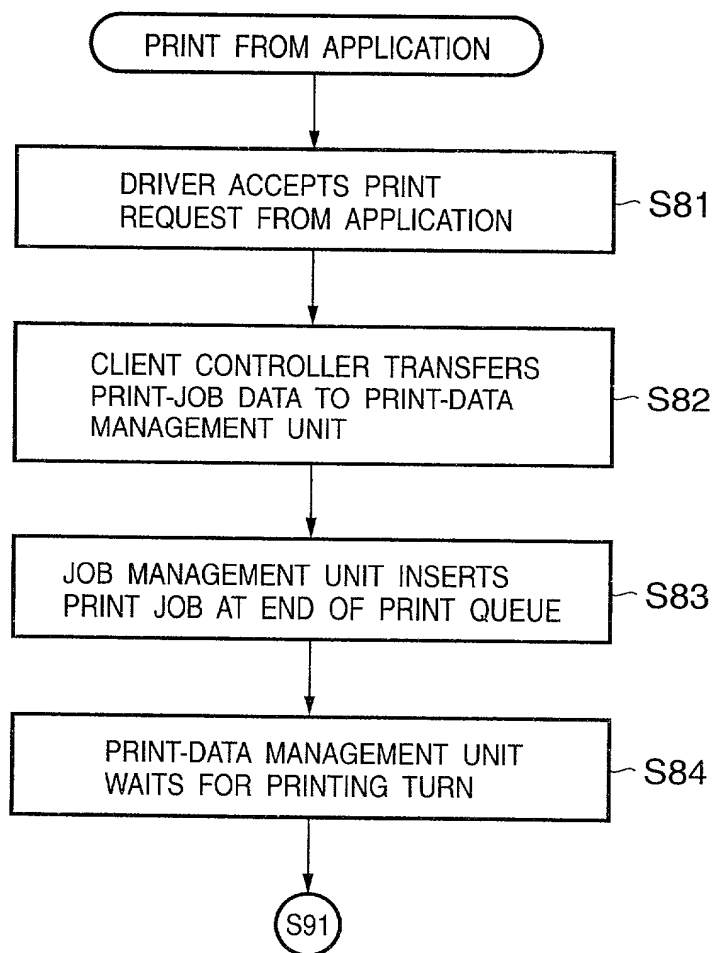 PRINT FROM APPLICATION
DRIVER ACCEPTS PRINT
REQUEST FROM APPLICATION
S81
CLIENT CONTROLLER TRANSFERS
PRINT-JOB DATA TO PRINT-DATA
MANAGEMENT UNIT
S82
JOB MANAGEMENT UNIT INSERTS
PRINT JOB AT END OF PRINT QUEUE
S83
PRINT-DATA MANAGEMENT UNIT
WAITS FOR PRINTING TURN
S84
S91